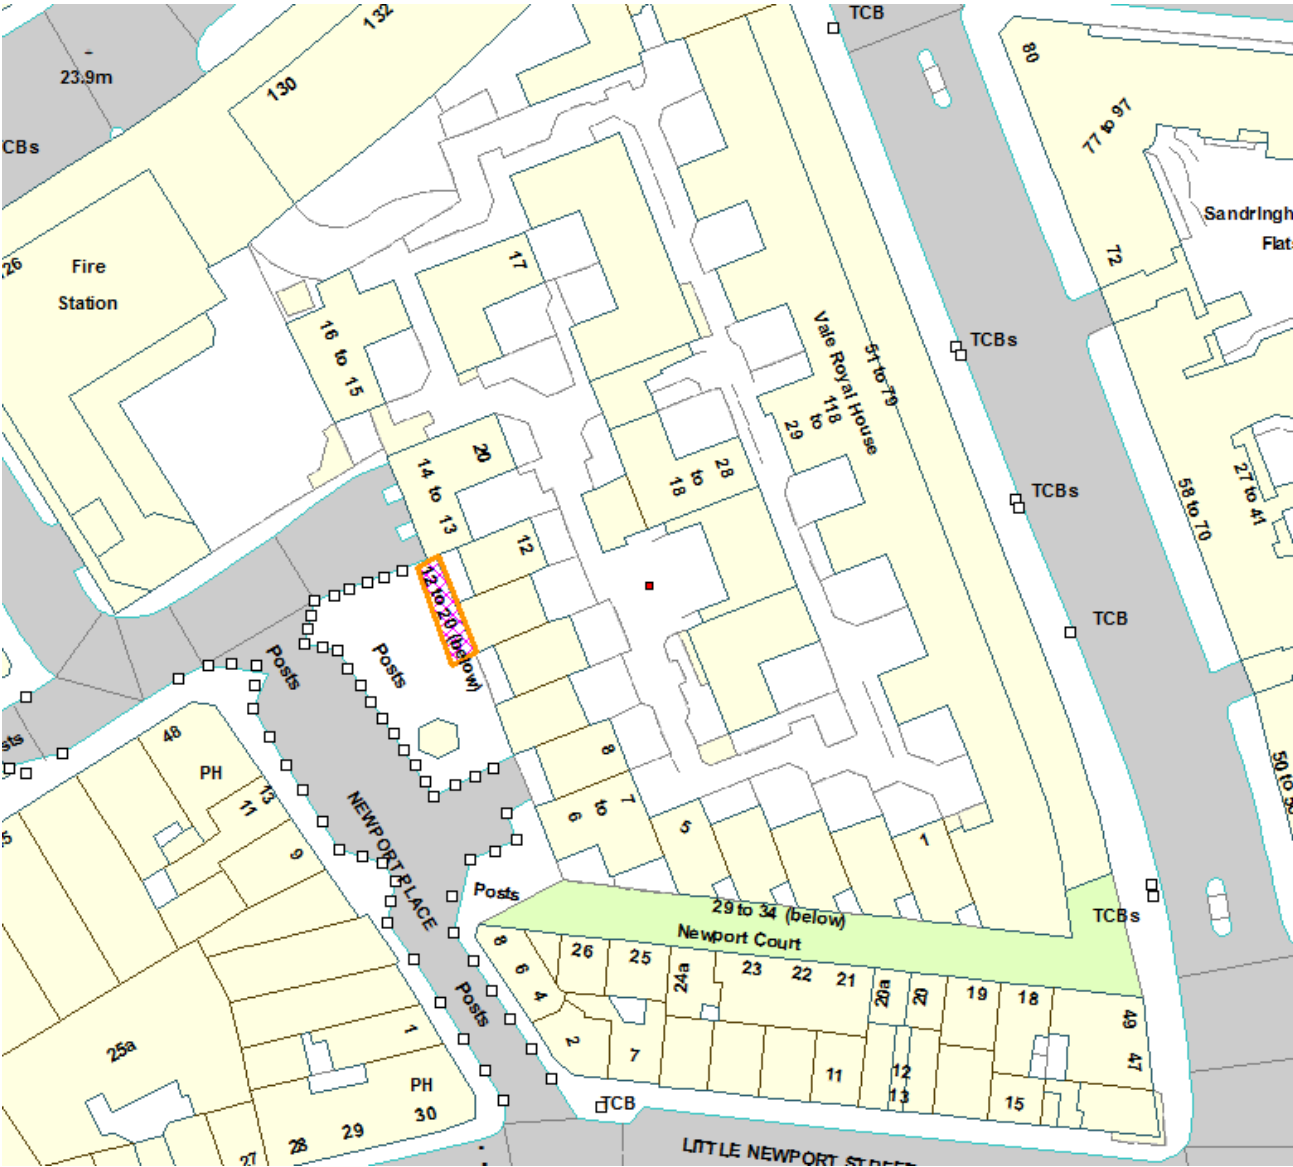 TCB
132
80
23.9m
130
77 to 97
CBs
Sandringh
Flats
72
17
26
Fire
Station
16 to 15
TCBs
51 to 79
Vale Royal House
118
to
29
20
14 to 13
28
to
18
TCBs
58 to 70
27 to 41
12
12 to 20 (below)
TCB
Posts
Posts
sts
48
PH
13
11
8
7
to
6
5
1
50 to 5
5
9
NEWPORT PLACE
Posts
29 to 34 (below)
Newport Court
TCBs
8
6
4
2
26
25
24a
23
22
21
20a
20
19
18
49
47
Posts
1
25a
7
11
12
13
15
PH
30
29
28
27
TCB
LITTLE NEWPORT STREET